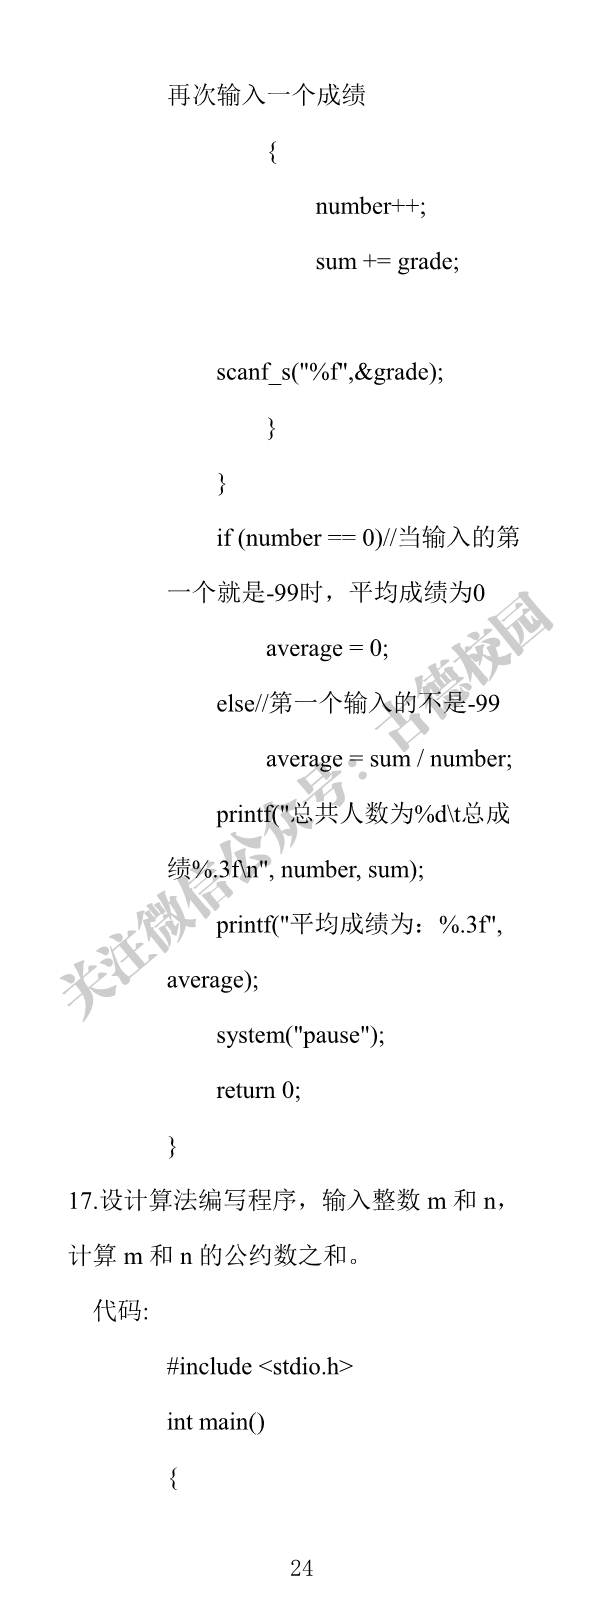 再次输入一个成绩
{
number++;
sum += grade;
scanf_s("%f",&grade);
}
}
if (number == 0)//当输入的第
一个就是-99时，平均成绩为0
average = 0;
else//第一个输入的不是-99
average = sum / number;
printf("总共人数为%d\t总成
绩%.3f\n", number, sum);
printf("平均成绩为：%.3f",
average);
system("pause");
return 0;
}
17.设计算法编写程序，输入整数 m 和 n，
计算 m 和 n 的公约数之和。
代码:
#include <stdio.h>
int main()
{
24
关注微信公众号：古德校园